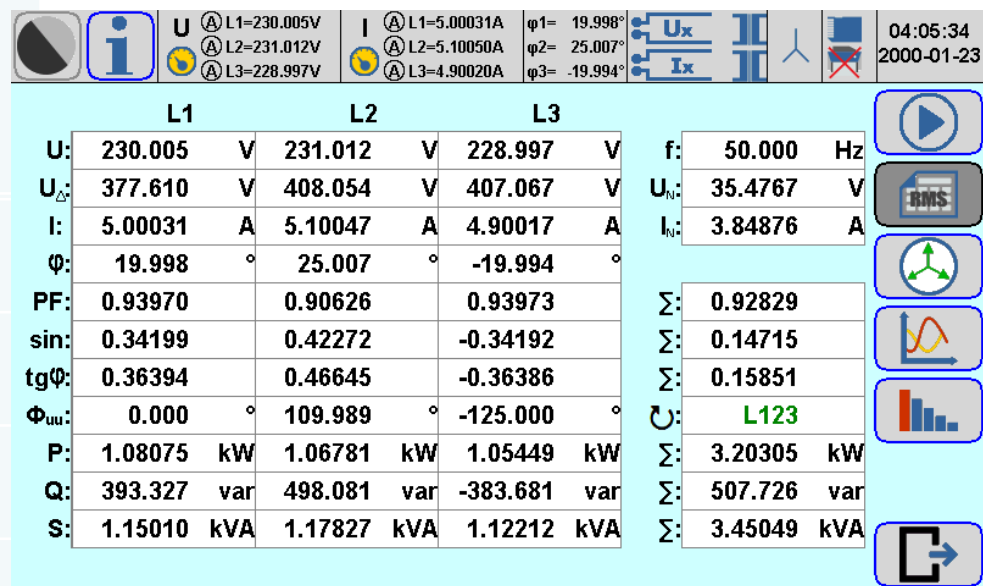 U Ⓐ L1=230.005V I Ⓐ L1=5.00031A φ1= 19.998° Ux 04:05:34
Ⓐ L2=231.012V Ⓐ L2=5.10050A φ2= 25.007° 2000-01-23
Ⓐ L3=228.997V Ⓐ L3=4.90020A φ3= -19.994° Ix
L1 L2 L3
U: 230.005 V 231.012 V 228.997 V f: 50.000 Hz
U△: 377.610 V 408.054 V 407.067 V UN: 35.4767 V RMS
I: 5.00031 A 5.10047 A 4.90017 A IN: 3.84876 A
φ: 19.998 ° 25.007 ° -19.994 °
PF: 0.93970 0.90626 0.93973 Σ: 0.92829
sin: 0.34199 0.42272 -0.34192 Σ: 0.14715
tgφ: 0.36394 0.46645 -0.36386 Σ: 0.15851
Φuu: 0.000 ° 109.989 ° -125.000 ° ↻: L123
P: 1.08075 kW 1.06781 kW 1.05449 kW Σ: 3.20305 kW
Q: 393.327 var 498.081 var -383.681 var Σ: 507.726 var
S: 1.15010 kVA 1.17827 kVA 1.12212 kVA Σ: 3.45049 kVA